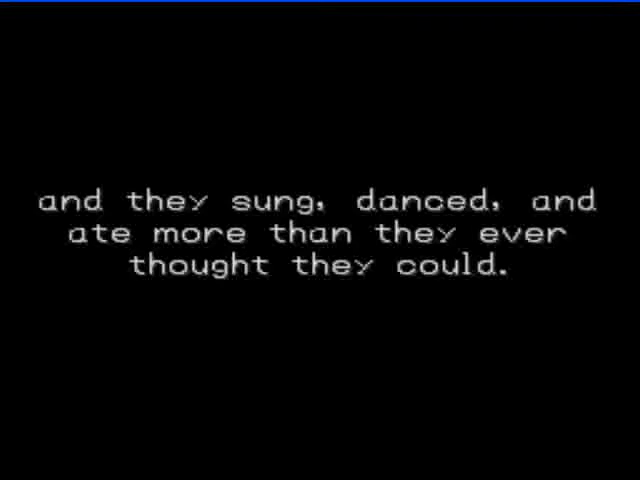 and they sung, danced, and
ate more than they ever
thought they could.